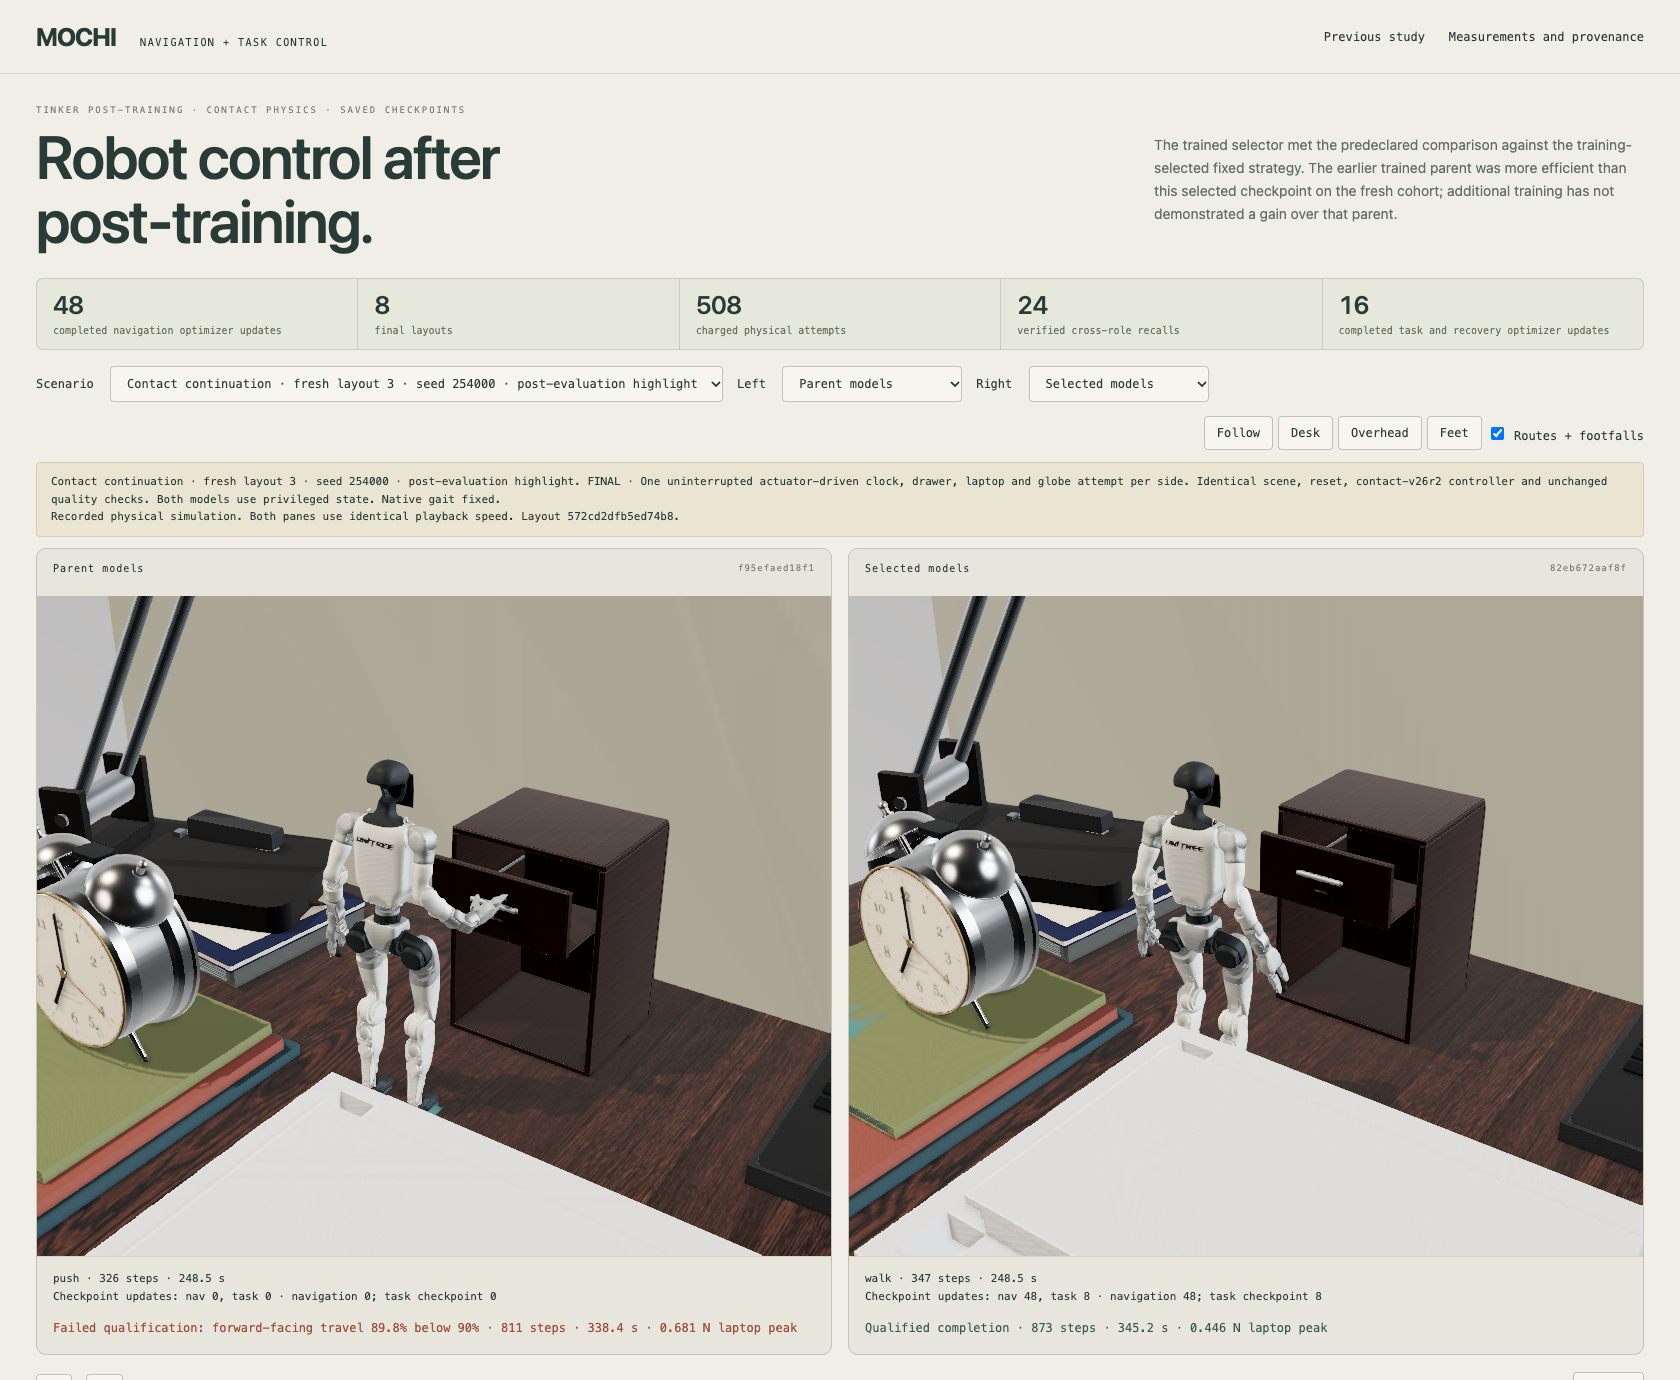 MOCHI NAVIGATION + TASK CONTROL
Previous study Measurements and provenance
TINKER POST-TRAINING · CONTACT PHYSICS · SAVED CHECKPOINTS
Robot control after
post-training.
The trained selector met the predeclared comparison against the training-
selected fixed strategy. The earlier trained parent was more efficient than
this selected checkpoint on the fresh cohort; additional training has not
demonstrated a gain over that parent.
48
completed navigation optimizer updates
8
final layouts
508
charged physical attempts
24
verified cross-role recalls
16
completed task and recovery optimizer updates
Scenario Contact continuation · fresh layout 3 · seed 254000 · post-evaluation highlight Left Parent models Right Selected models
Follow Desk Overhead Feet Routes + footfalls
Contact continuation · fresh layout 3 · seed 254000 · post-evaluation highlight. FINAL · One uninterrupted actuator-driven clock, drawer, laptop and globe attempt per side. Identical scene, reset, contact-v26r2 controller and unchanged
quality checks. Both models use privileged state. Native gait fixed.
Recorded physical simulation. Both panes use identical playback speed. Layout 572cd2dfb5ed74b8.
Parent models f95efaed18f1
push · 326 steps · 248.5 s
Checkpoint updates: nav 0, task 0 · navigation 0; task checkpoint 0
Failed qualification: forward-facing travel 89.8% below 90% · 811 steps · 338.4 s · 0.681 N laptop peak
Selected models 82eb672aaf8f
walk · 347 steps · 248.5 s
Checkpoint updates: nav 48, task 8 · navigation 48; task checkpoint 8
Qualified completion · 873 steps · 345.2 s · 0.446 N laptop peak